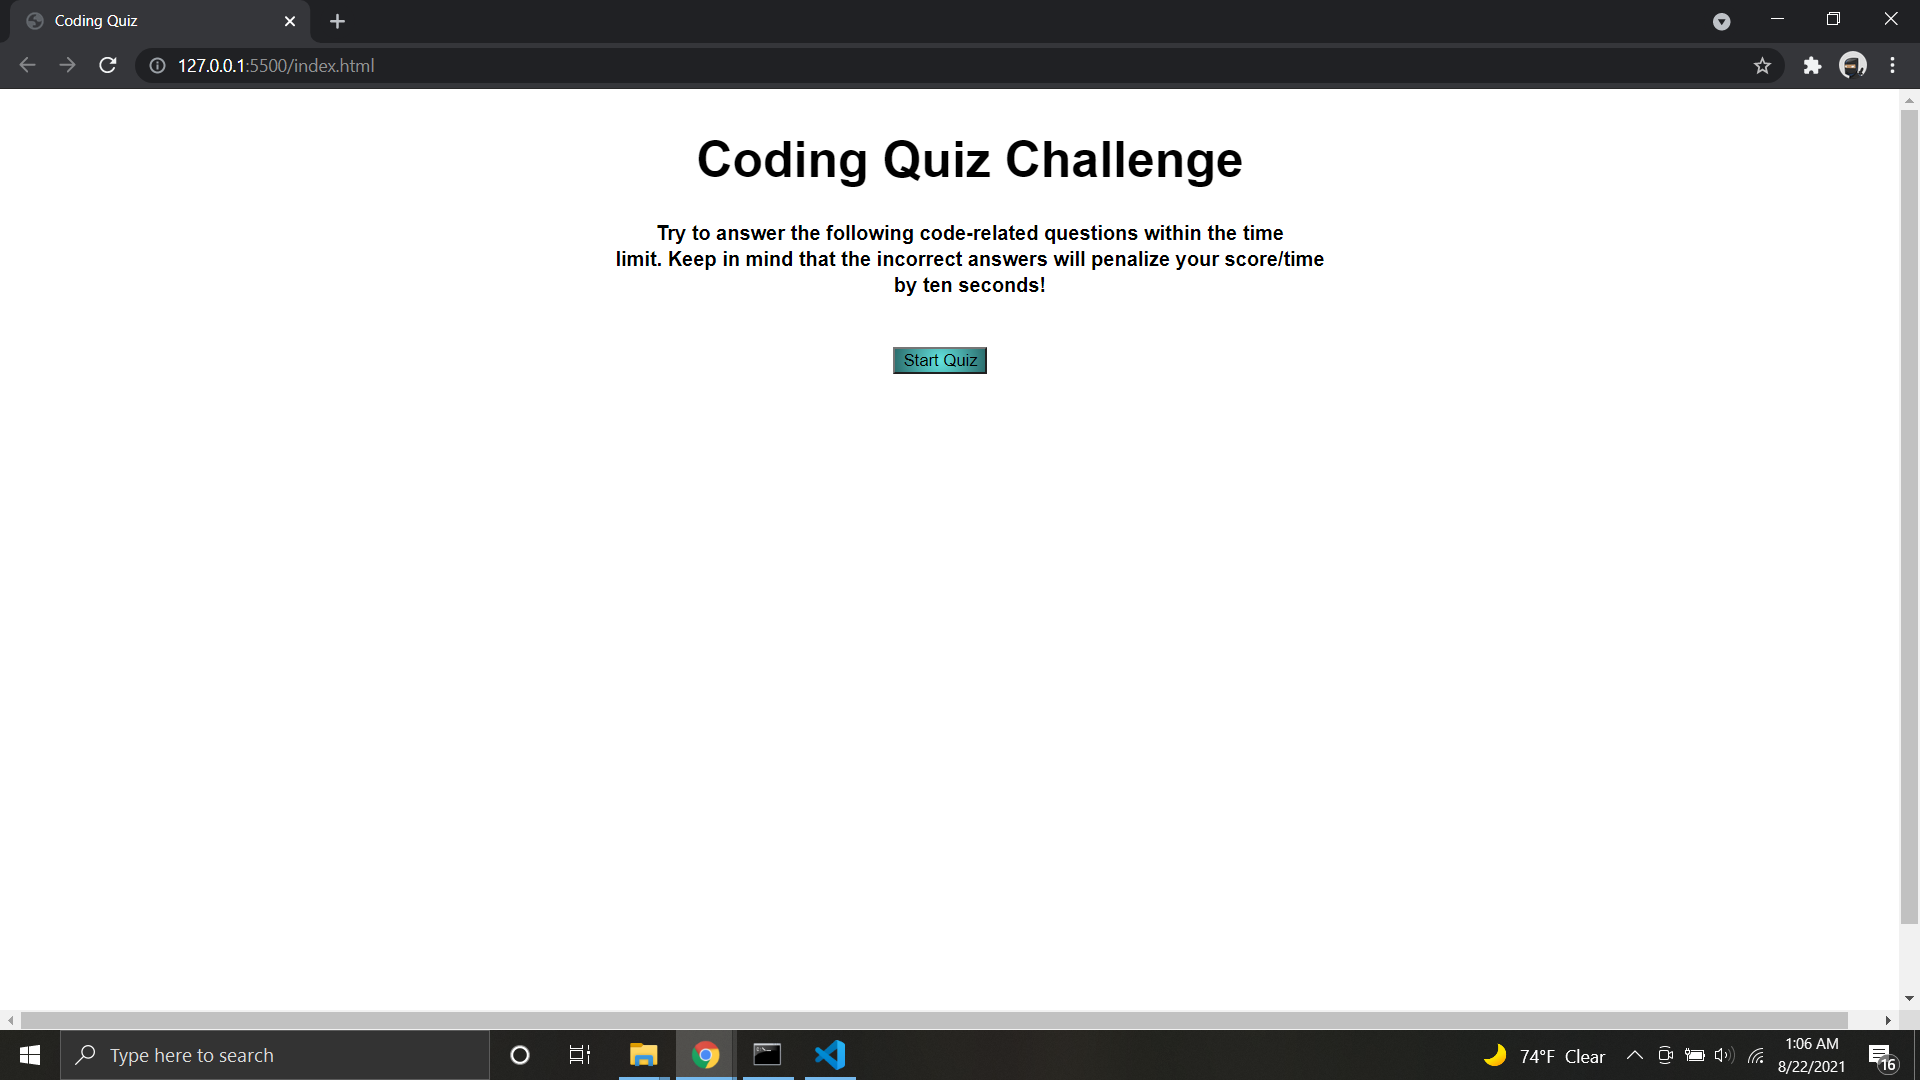 Coding Quiz
127.0.0.1:5500/index.html
Coding Quiz Challenge
Try to answer the following code-related questions within the time
limit. Keep in mind that the incorrect answers will penalize your score/time
by ten seconds!
Start Quiz
Type here to search
74°F Clear
1:06 AM
8/22/2021
16